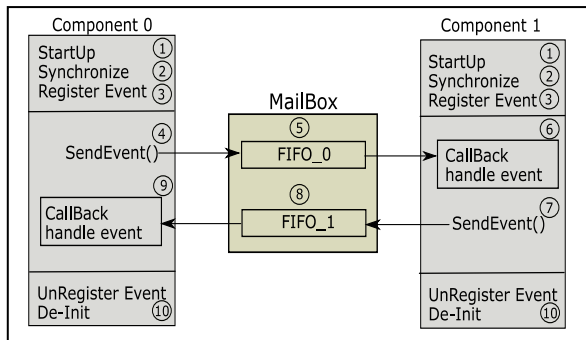 Component 0
StartUp 1
Synchronize 2
Register Event 3
4
SendEvent()
9
CallBack
handle event
UnRegister Event
De-Init 10
MailBox
5
FIFO_0
8
FIFO_1
Component 1
StartUp 1
Synchronize 2
Register Event 3
6
CallBack
handle event
7
SendEvent()
UnRegister Event
De-Init 10